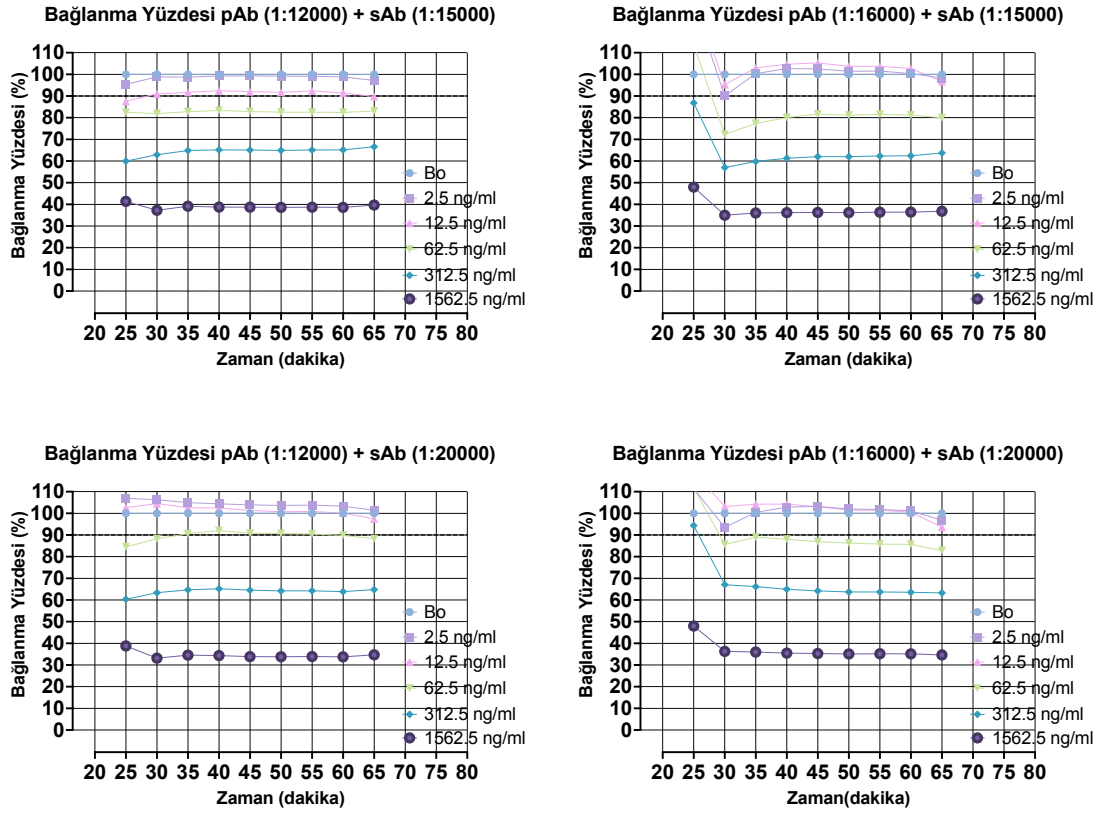 Bağlanma Yüzdesi pAb (1:12000) + sAb (1:15000)
Bağlanma Yüzdesi (%)
110
100
90
80
70
60
50
40
30
20
10
0
20 25 30 35 40 45 50 55 60 65 70 75 80
Zaman (dakika)
Bo
2.5 ng/ml
12.5 ng/ml
62.5 ng/ml
312.5 ng/ml
1562.5 ng/ml
Bağlanma Yüzdesi pAb (1:16000) + sAb (1:15000)
Bağlanma Yüzdesi (%)
110
100
90
80
70
60
50
40
30
20
10
0
20 25 30 35 40 45 50 55 60 65 70 75 80
Zaman (dakika)
Bo
2.5 ng/ml
12.5 ng/ml
62.5 ng/ml
312.5 ng/ml
1562.5 ng/ml
Bağlanma Yüzdesi pAb (1:12000) + sAb (1:20000)
Bağlanma Yüzdesi (%)
110
100
90
80
70
60
50
40
30
20
10
0
20 25 30 35 40 45 50 55 60 65 70 75 80
Zaman (dakika)
Bo
2.5 ng/ml
12.5 ng/ml
62.5 ng/ml
312.5 ng/ml
1562.5 ng/ml
Bağlanma Yüzdesi pAb (1:16000) + sAb (1:20000)
Bağlanma Yüzdesi (%)
110
100
90
80
70
60
50
40
30
20
10
0
20 25 30 35 40 45 50 55 60 65 70 75 80
Zaman(dakika)
Bo
2.5 ng/ml
12.5 ng/ml
62.5 ng/ml
312.5 ng/ml
1562.5 ng/ml